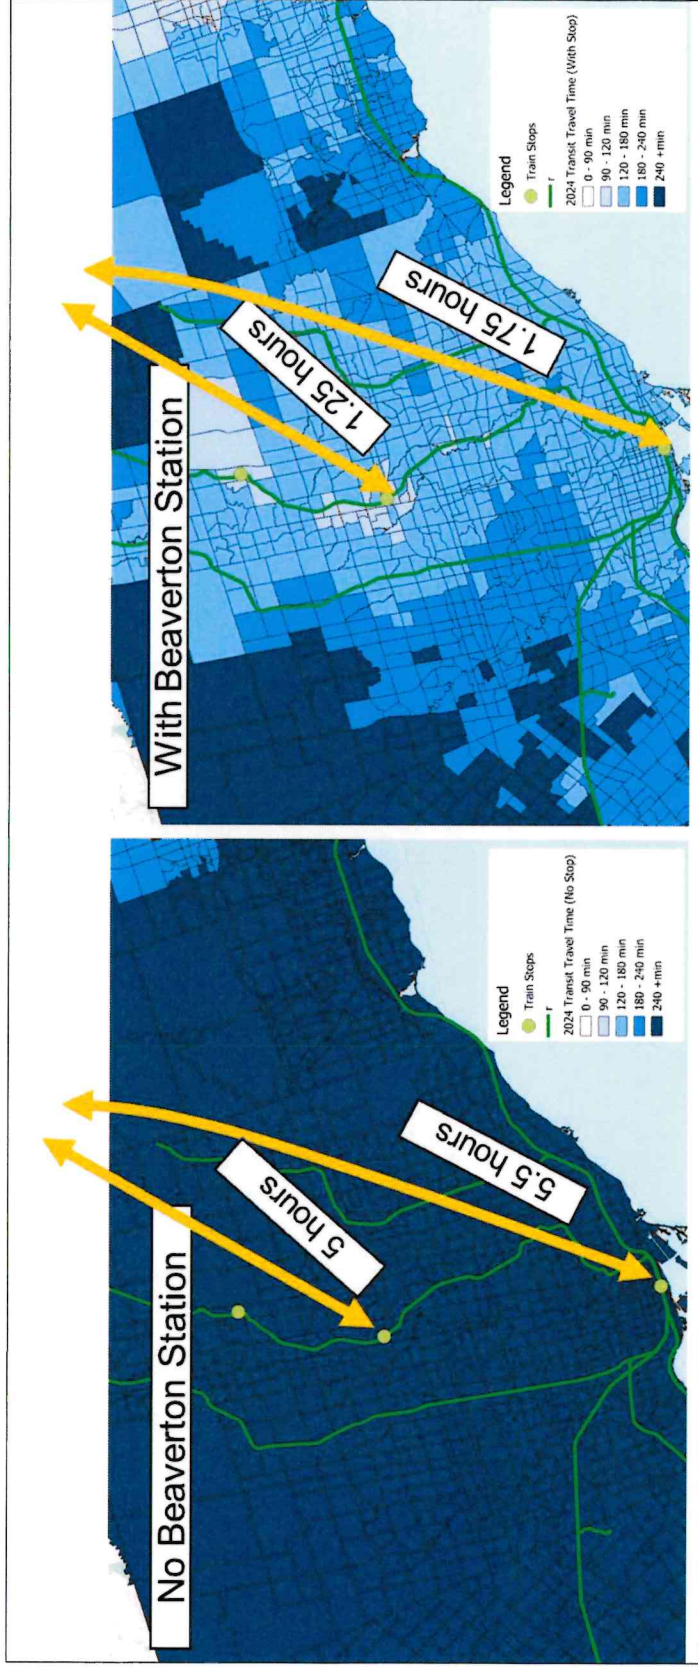 No Beaverton Station
5 hours
5.5 hours
Legend
Train Stops
r
2024 Transit Travel Time (No Stop)
0 - 90 min
90 - 120 min
120 - 180 min
180 - 240 min
240 +min
With Beaverton Station
1.25 hours
1.75 hours
Legend
Train Stops
r
2024 Transit Travel Time (With Stop)
0 - 90 min
90 - 120 min
120 - 180 min
180 - 240 min
240 +min